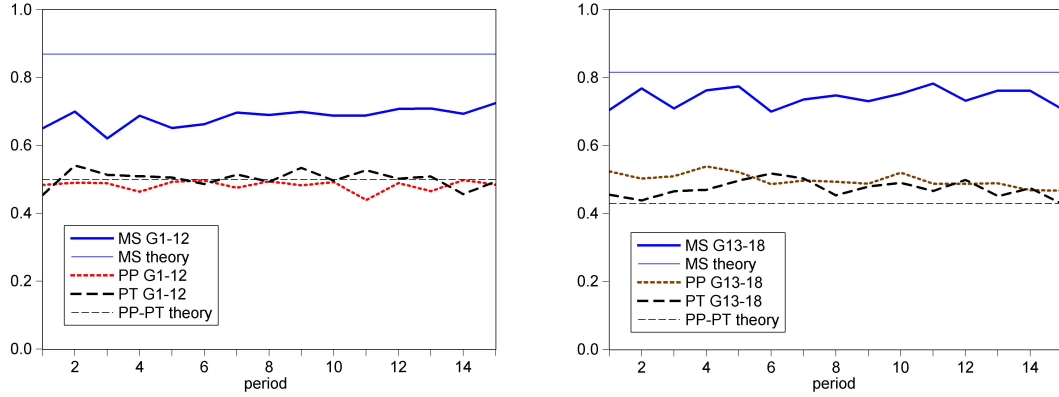 1.0
0.8
0.6
0.4
0.2
0.0
MS G1-12
MS theory
PP G1-12
PT G1-12
PP-PT theory
2 4 6 8 10 12 14
period
1.0
0.8
0.6
0.4
0.2
0.0
MS G13-18
MS theory
PP G13-18
PT G13-18
PP-PT theory
2 4 6 8 10 12 14
period